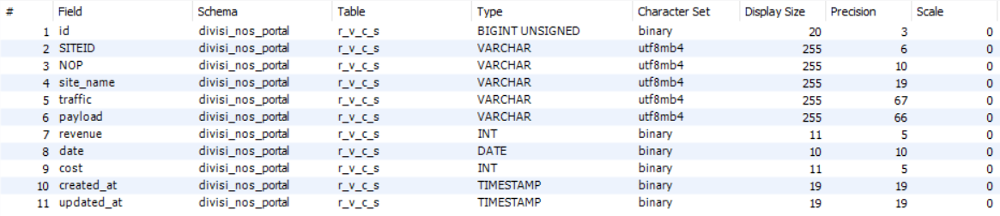 # Field Schema Table Type Character Set Display Size Precision Scale
1 id divisi_nos_portal r_v_c_s BIGINT UNSIGNED binary 20 3 0
2 SITEID divisi_nos_portal r_v_c_s VARCHAR utf8mb4 255 6 0
3 NOP divisi_nos_portal r_v_c_s VARCHAR utf8mb4 255 10 0
4 site_name divisi_nos_portal r_v_c_s VARCHAR utf8mb4 255 19 0
5 traffic divisi_nos_portal r_v_c_s VARCHAR utf8mb4 255 67 0
6 payload divisi_nos_portal r_v_c_s VARCHAR utf8mb4 255 66 0
7 revenue divisi_nos_portal r_v_c_s INT binary 11 5 0
8 date divisi_nos_portal r_v_c_s DATE binary 10 10 0
9 cost divisi_nos_portal r_v_c_s INT binary 11 5 0
10 created_at divisi_nos_portal r_v_c_s TIMESTAMP binary 19 19 0
11 updated_at divisi_nos_portal r_v_c_s TIMESTAMP binary 19 19 0